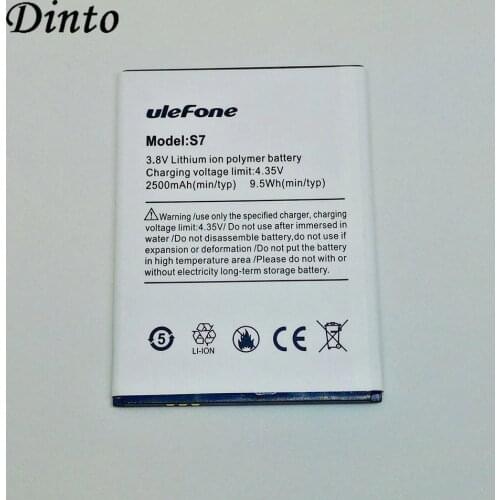 Dinto
uleFone
Model:S7
3.8V Lithium ion polymer battery
Charging voltage limit:4.35V
2500mAh(min/typ) 9.5Wh(min/typ)
Warning /use only the specified charger, charging
voltage limit:4.35V/ Do not use after immersed in
water /Do not disassemble battery, do not use if
expansion or deformation /Do not put the battery
in high temperature area /Please do not at or
without electricity long-term storage battery.
5
LI-ION
CE